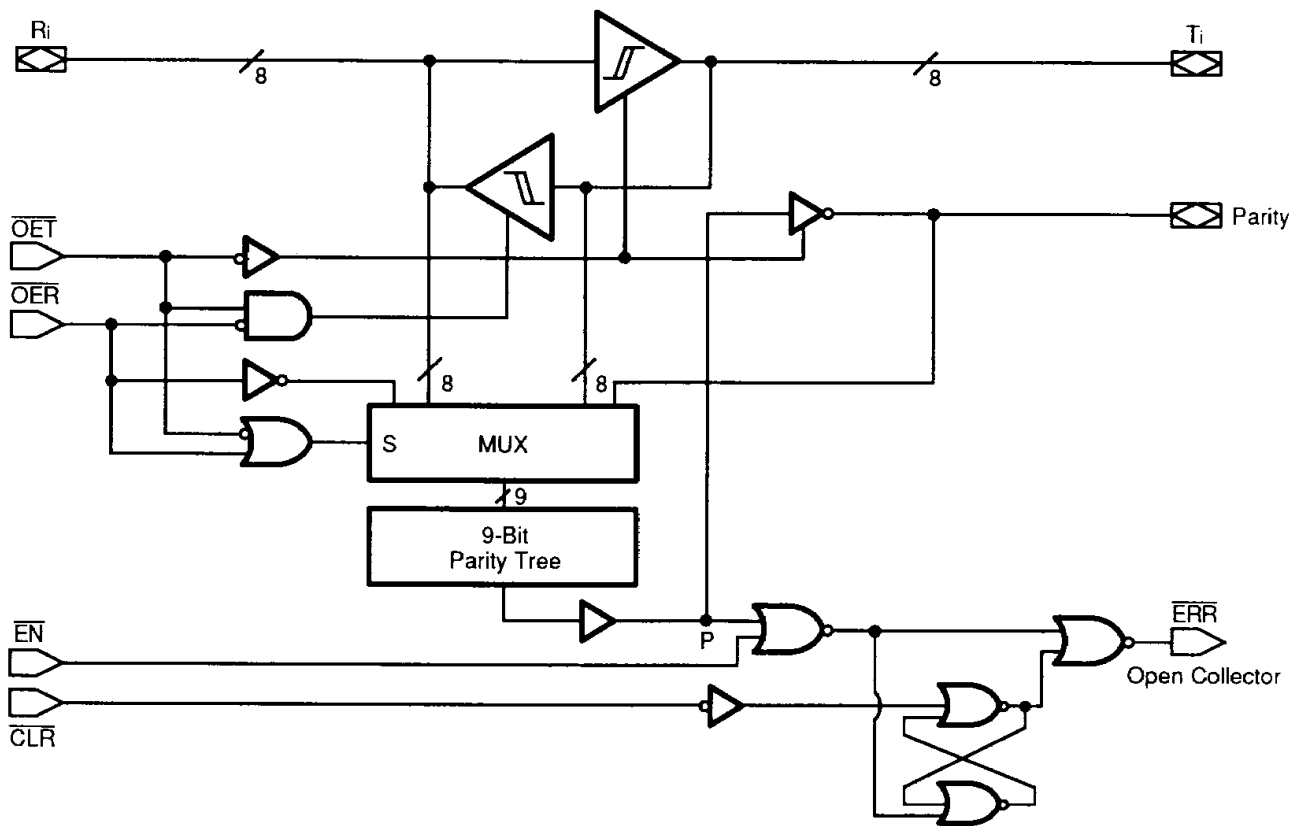 Ri
8
8
Ti
OET
OER
Parity
8
8
S
MUX
9
9-Bit
Parity Tree
EN
P
ERR
Open Collector
CLR